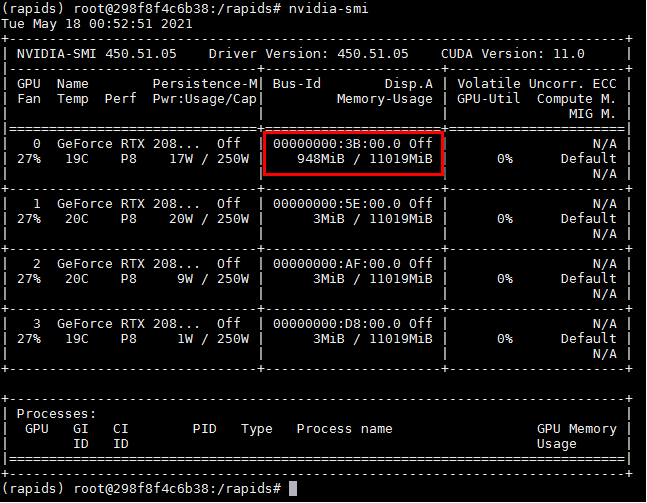 (rapids) root@298f8f4c6b38:/rapids# nvidia-smi
Tue May 18 00:52:51 2021
+-----------------------------------------------------------------------------+
| NVIDIA-SMI 450.51.05    Driver Version: 450.51.05    CUDA Version: 11.0     |
|-------------------------------+----------------------+----------------------+
| GPU  Name        Persistence-M| Bus-Id        Disp.A | Volatile Uncorr. ECC |
| Fan  Temp  Perf  Pwr:Usage/Cap|         Memory-Usage | GPU-Util  Compute M. |
|                               |                      |               MIG M. |
|===============================+======================+======================|
|   0  GeForce RTX 208...  Off  | 00000000:3B:00.0 Off |                  N/A |
| 27%   19C    P8    17W / 250W |    948MiB / 11019MiB |      0%      Default |
|                               |                      |                  N/A |
+-------------------------------+----------------------+----------------------+
|   1  GeForce RTX 208...  Off  | 00000000:5E:00.0 Off |                  N/A |
| 27%   20C    P8    20W / 250W |      3MiB / 11019MiB |      0%      Default |
|                               |                      |                  N/A |
+-------------------------------+----------------------+----------------------+
|   2  GeForce RTX 208...  Off  | 00000000:AF:00.0 Off |                  N/A |
| 27%   20C    P8     9W / 250W |      3MiB / 11019MiB |      0%      Default |
|                               |                      |                  N/A |
+-------------------------------+----------------------+----------------------+
|   3  GeForce RTX 208...  Off  | 00000000:D8:00.0 Off |                  N/A |
| 27%   19C    P8     1W / 250W |      3MiB / 11019MiB |      0%      Default |
|                               |                      |                  N/A |
+-------------------------------+----------------------+----------------------+

+-----------------------------------------------------------------------------+
| Processes:                                                                  |
|  GPU   GI   CI        PID   Type   Process name                  GPU Memory |
|        ID   ID                                                   Usage      |
|=============================================================================|
+-----------------------------------------------------------------------------+
(rapids) root@298f8f4c6b38:/rapids#